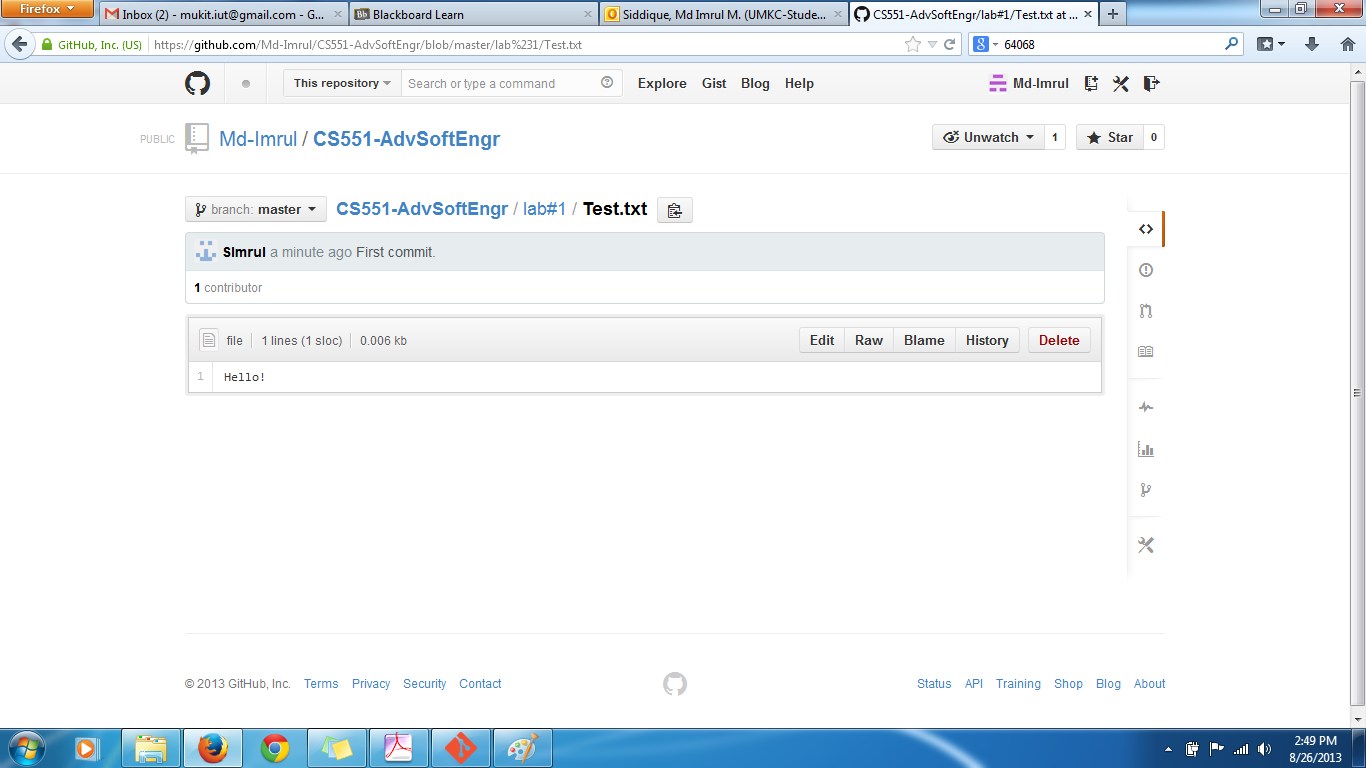 Firefox
Inbox (2) - mukit.iut@gmail.com - G...
Blackboard Learn
Siddique, Md Imrul M. (UMKC-Stude...
CS551-AdvSoftEngr/lab#1/Test.txt at ...
GitHub, Inc. (US)
https://github.com/Md-Imrul/CS551-AdvSoftEngr/blob/master/lab%231/Test.txt
64068
This repository
Search or type a command
Explore Gist Blog Help
Md-Imrul
PUBLIC
Md-Imrul / CS551-AdvSoftEngr
Unwatch 1
Star 0
branch: master
CS551-AdvSoftEngr / lab#1 / Test.txt
SImrul a minute ago First commit.
1 contributor
file 1 lines (1 sloc) 0.006 kb
Edit Raw Blame History Delete
1 Hello!
© 2013 GitHub, Inc. Terms Privacy Security Contact
Status API Training Shop Blog About
2:49 PM
8/26/2013